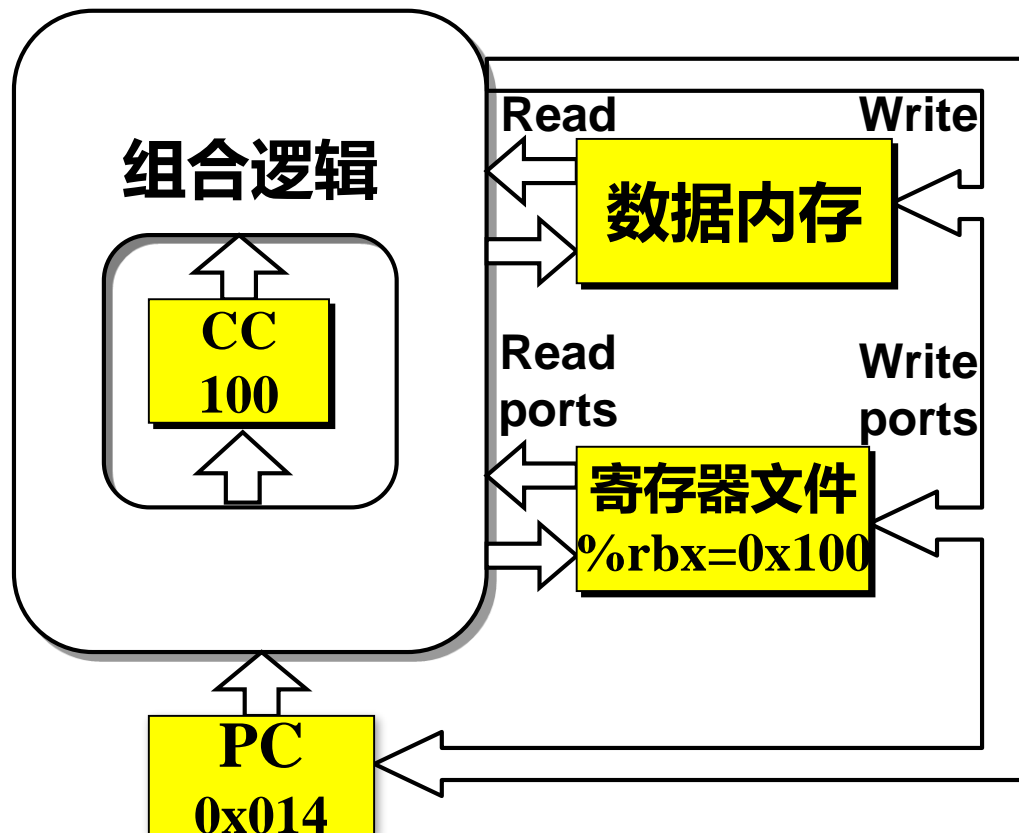 组合逻辑
CC
100
Read
Write
数据内存
Read
ports
Write
ports
寄存器文件
%rbx=0x100
PC
0x014